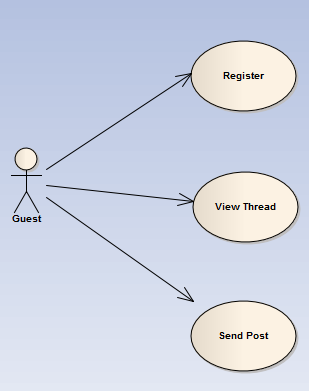 Register
Guest
View Thread
Send Post